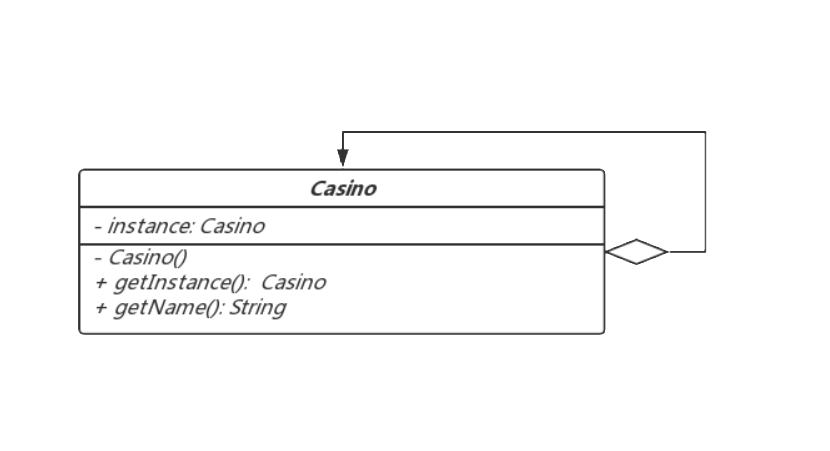 Casino
- instance: Casino
- Casino()
+ getInstance(): Casino
+ getName(): String